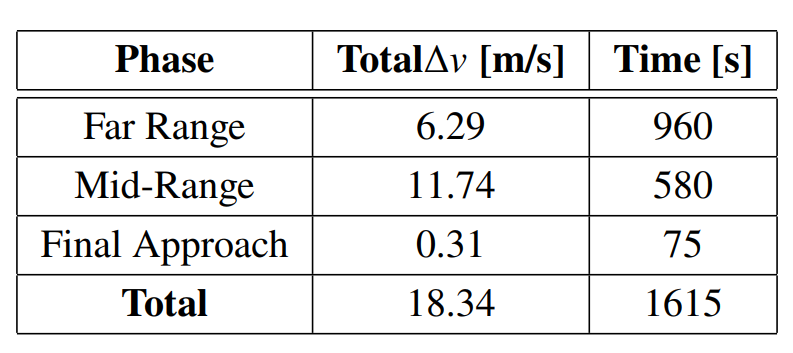 Phase TotalΔv [m/s] Time [s]
Far Range 6.29 960
Mid-Range 11.74 580
Final Approach 0.31 75
Total 18.34 1615